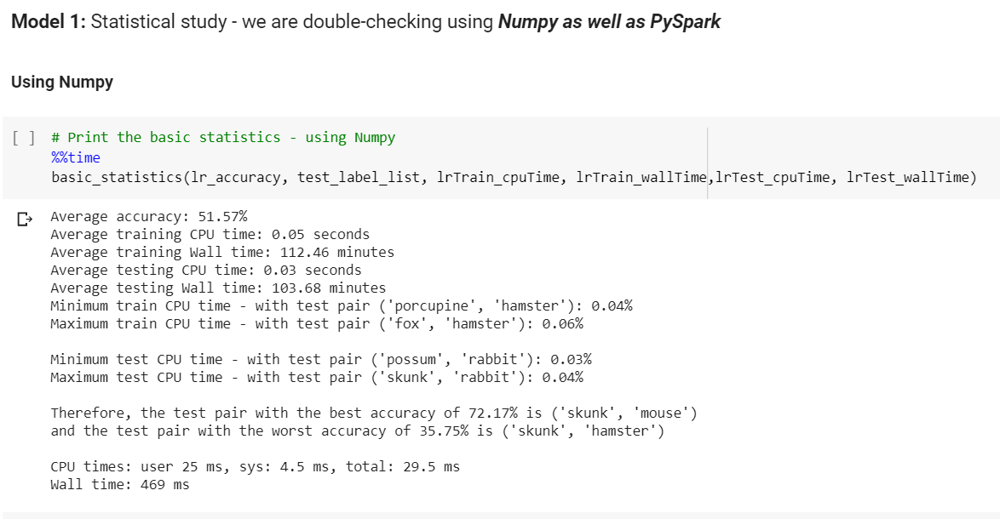 Model 1: Statistical study - we are double-checking using Numpy as well as PySpark
Using Numpy
[ ] # Print the basic statistics - using Numpy
%%time
basic_statistics(lr_accuracy, test_label_list, lrTrain_cpuTime, lrTrain_wallTime,lrTest_cpuTime, lrTest_wallTime)
Average accuracy: 51.57%
Average training CPU time: 0.05 seconds
Average training Wall time: 112.46 minutes
Average testing CPU time: 0.03 seconds
Average testing Wall time: 103.68 minutes
Minimum train CPU time - with test pair ('porcupine', 'hamster'): 0.04%
Maximum train CPU time - with test pair ('fox', 'hamster'): 0.06%
Minimum test CPU time - with test pair ('possum', 'rabbit'): 0.03%
Maximum test CPU time - with test pair ('skunk', 'rabbit'): 0.04%
Therefore, the test pair with the best accuracy of 72.17% is ('skunk', 'mouse')
and the test pair with the worst accuracy of 35.75% is ('skunk', 'hamster')
CPU times: user 25 ms, sys: 4.5 ms, total: 29.5 ms
Wall time: 469 ms